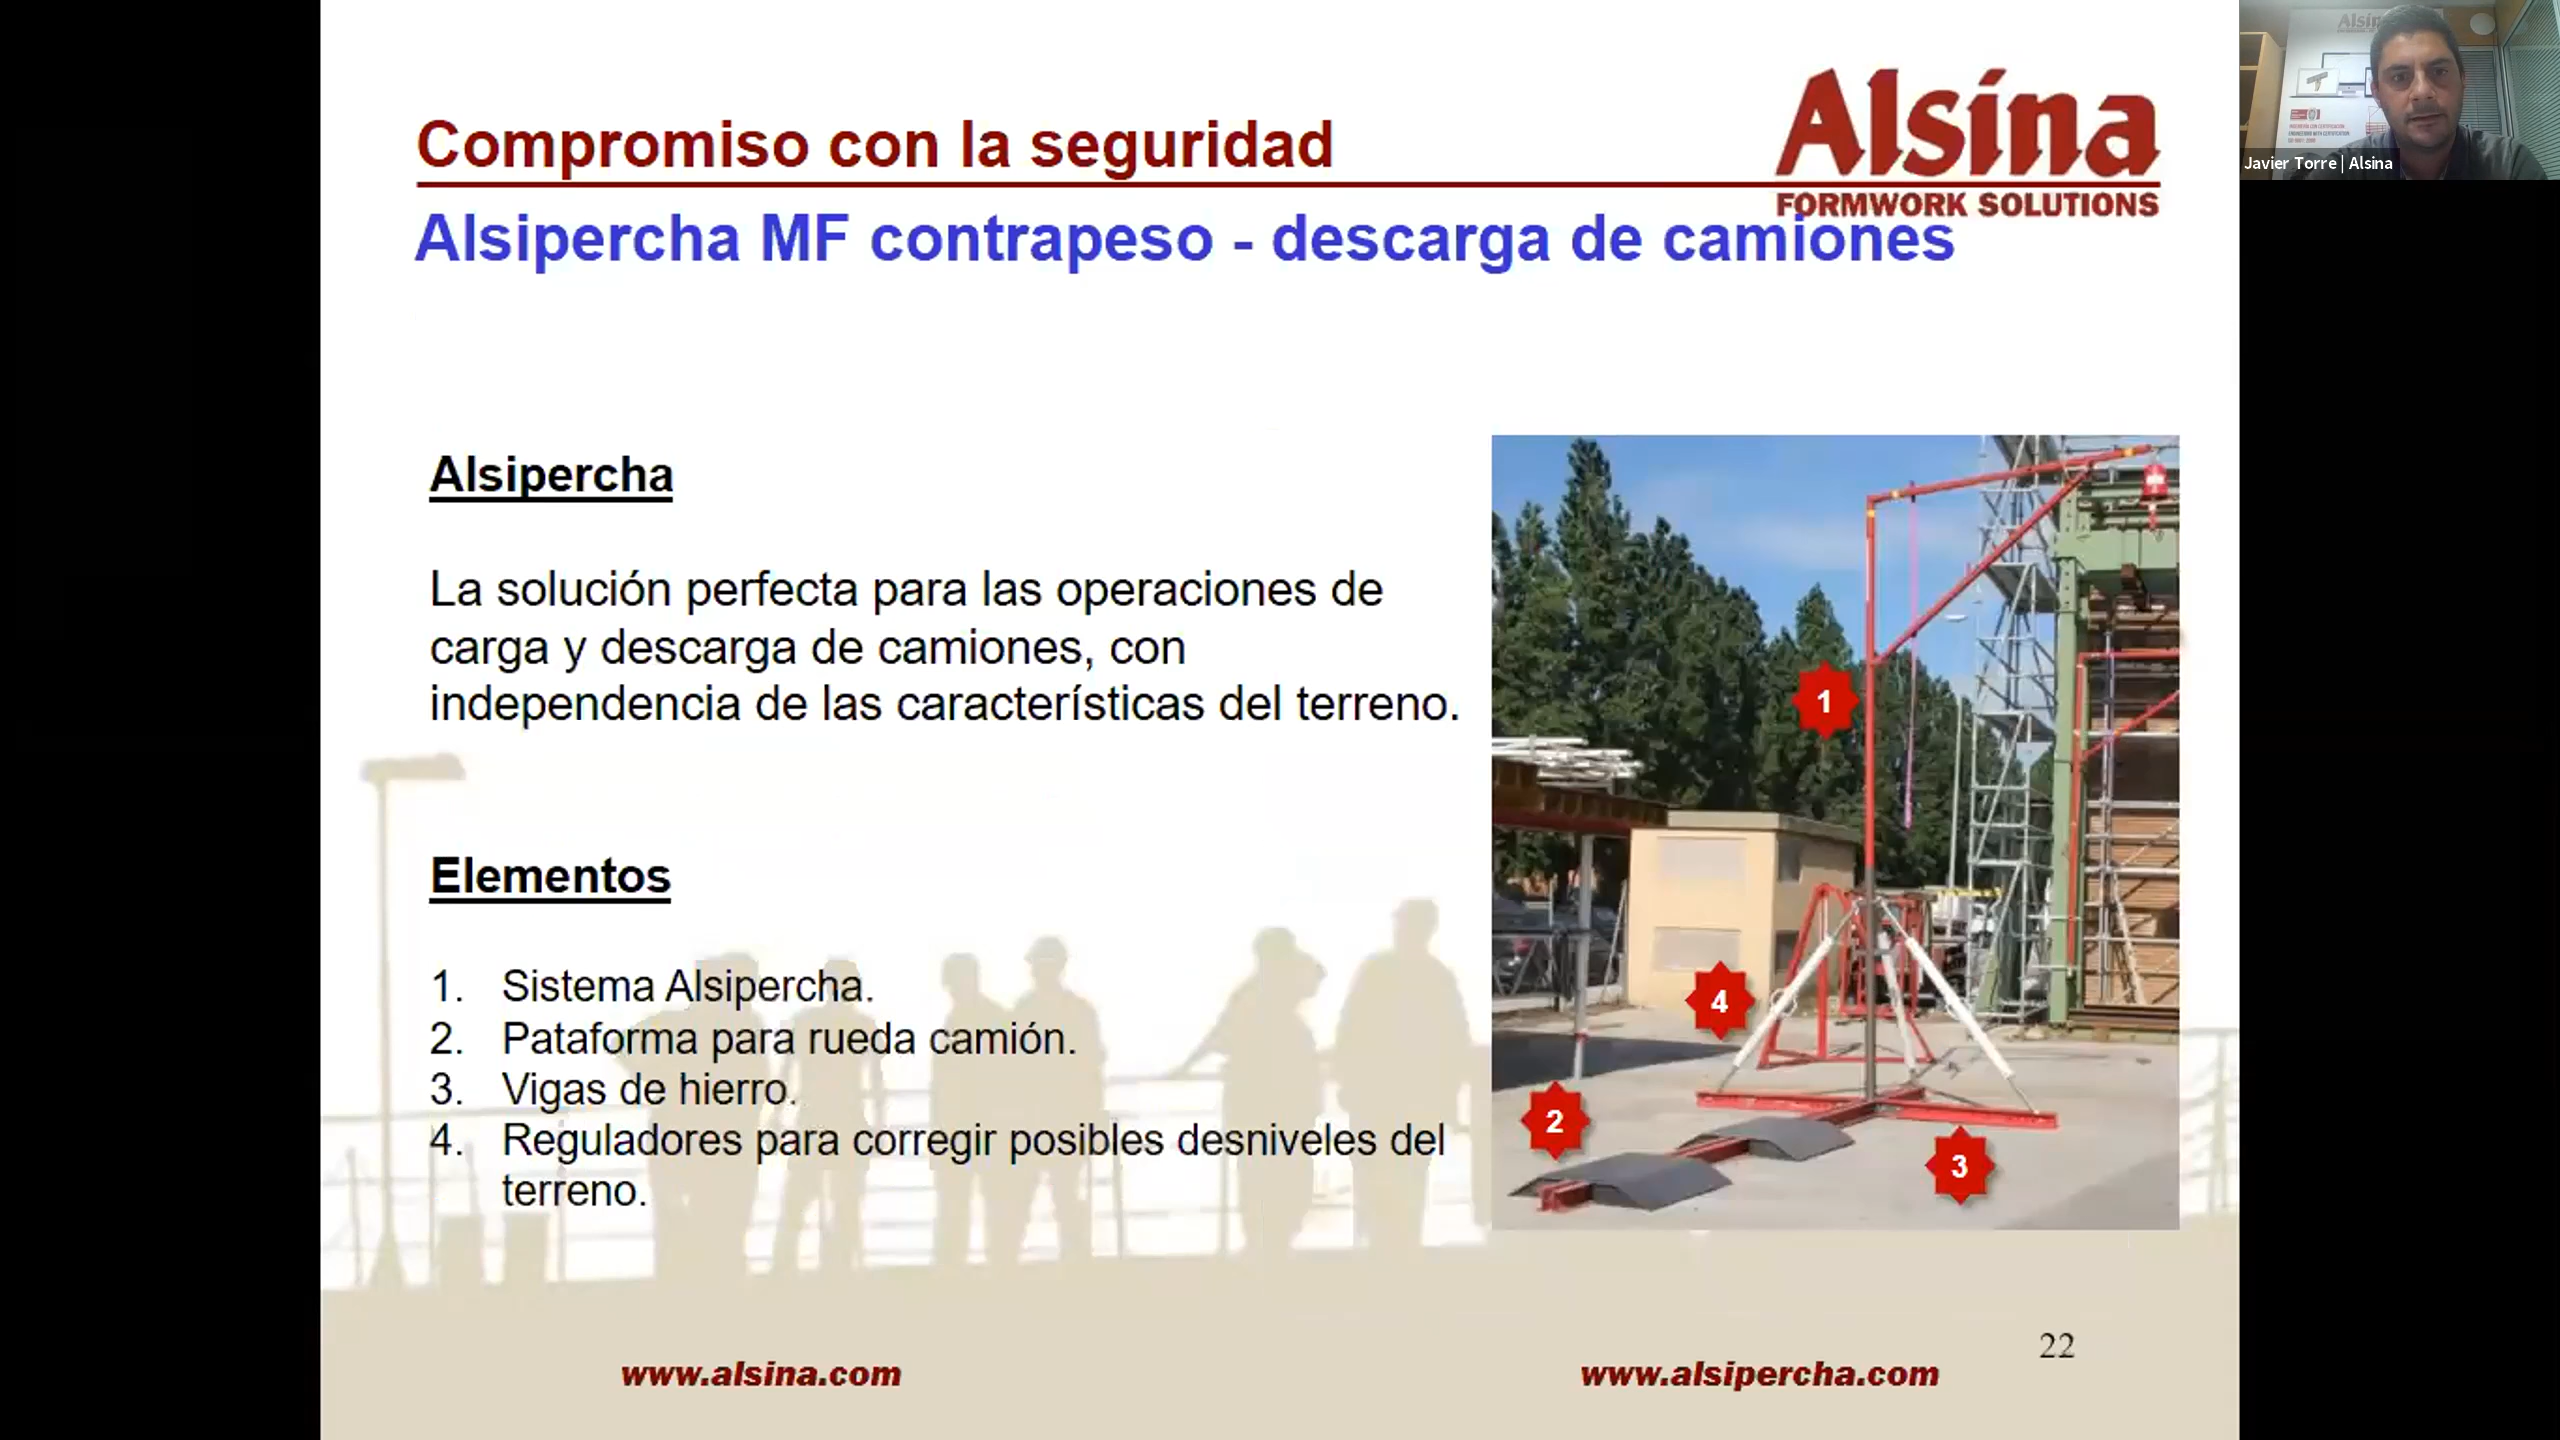 Compromiso con la seguridad
Alsína
FORMWORK SOLUTIONS
Javier Torre | Alsina
Alsipercha MF contrapeso - descarga de camiones
Alsipercha
La solución perfecta para las operaciones de
carga y descarga de camiones, con
independencia de las características del terreno.
Elementos
1. Sistema Alsipercha.
2. Pataforma para rueda camión.
3. Vigas de hierro.
4. Reguladores para corregir posibles desniveles del
terreno.
1
4
2
3
22
www.alsina.com
www.alsipercha.com